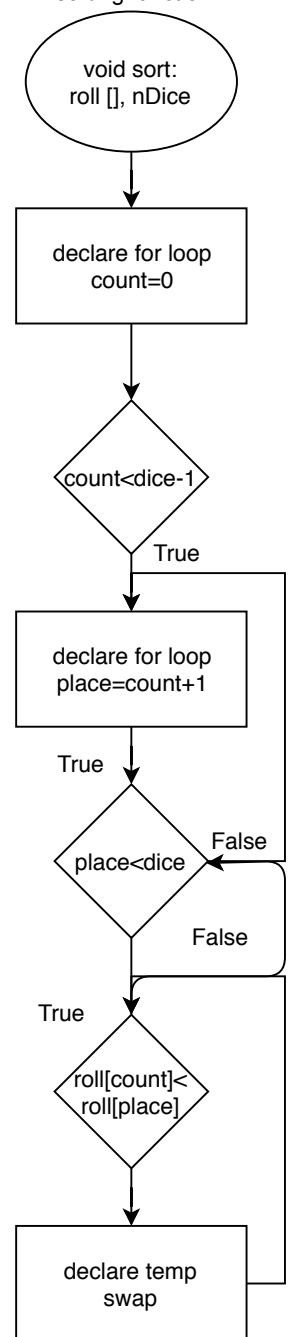 void sort:
roll [], nDice
declare for loop
count=0
count<dice-1
True
declare for loop
place=count+1
True
place<dice
False
False
True
roll[count]<
roll[place]
declare temp
swap